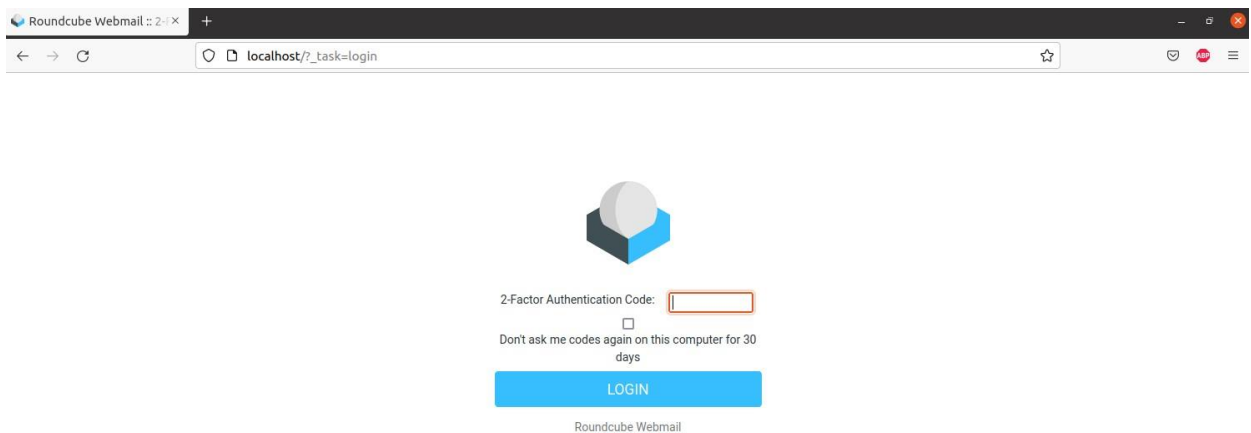 Roundcube Webmail :: 2-F
localhost/?_task=login
ABP
2-Factor Authentication Code:
Don't ask me codes again on this computer for 30
days
LOGIN
Roundcube Webmail